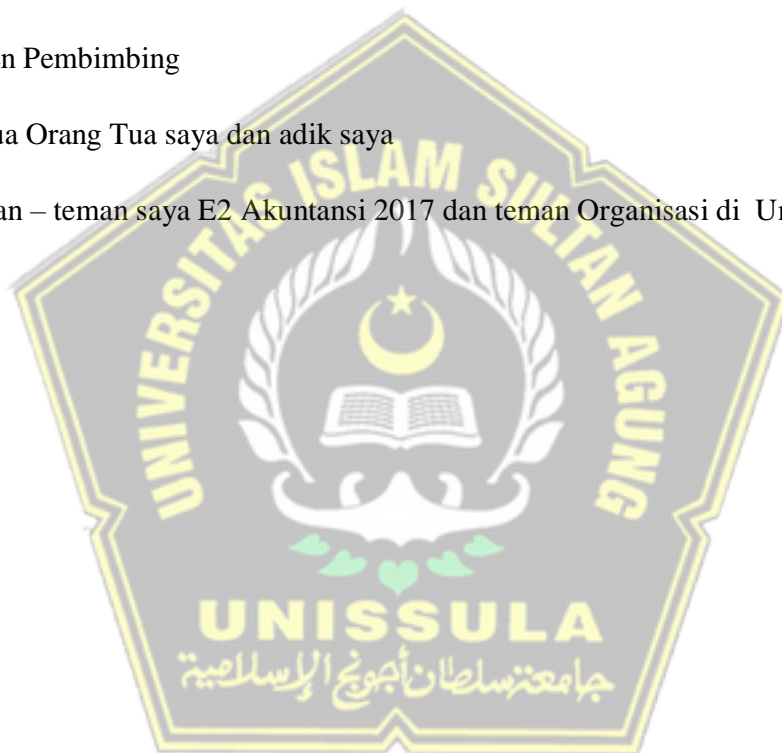 en Pembimbing
ua Orang Tua saya dan adik saya
an – teman saya E2 Akuntansi 2017 dan teman Organisasi di Un
UNIVERSITAS ISLAM SULTAN AGUNG
UNISSULA
جامعة سلطان أجونج الإسلامية